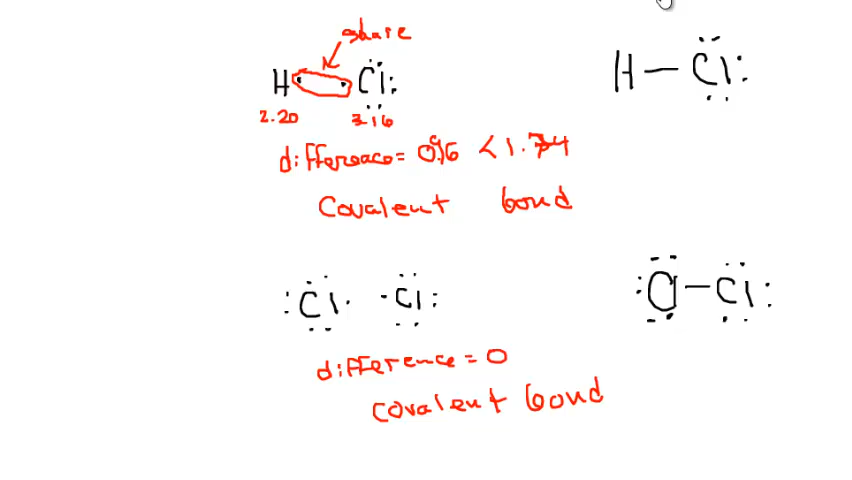 share
H Cl
H — Cl
2.20 3.16
difference = 0.96 < 1.74
Covalent bond
Cl Cl
Cl — Cl
difference = 0
covalent bond